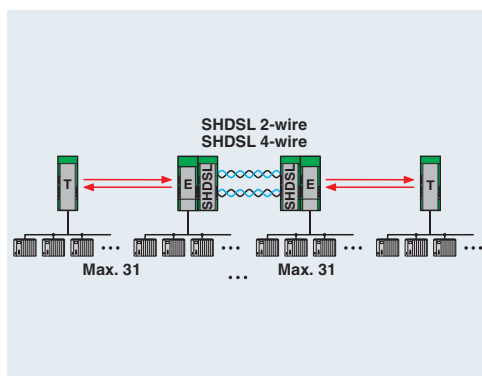 SHDSL 2-wire
SHDSL 4-wire
T
E
SHDSL
SHDSL
E
T
Max. 31
Max. 31